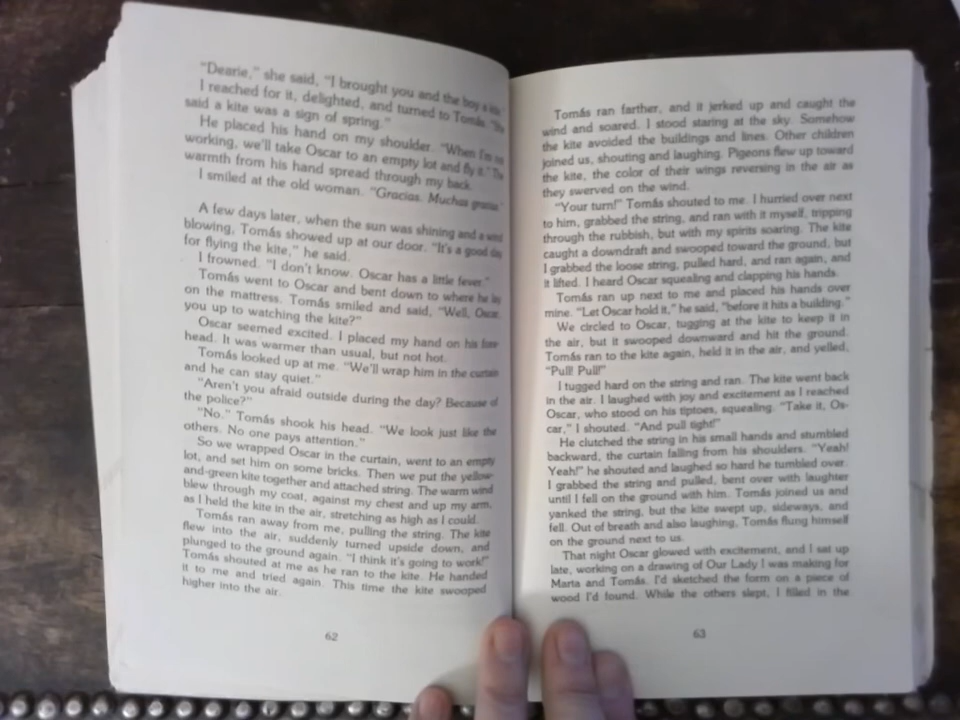 "Dearie," she said, "I brought you and the boy a kite."
I reached for it, delighted, and turned to Tomás. "You
said a kite was a sign of spring."
He placed his hand on my shoulder. "When I'm not
working, we'll take Oscar to an empty lot and fly it." The
warmth from his hand spread through my back.
I smiled at the old woman. "Gracias. Muchas gracias."
A few days later, when the sun was shining and a wind
blowing, Tomás showed up at our door. "It's a good day
for flying the kite," he said.
I frowned. "I don't know. Oscar has a little fever."
Tomás went to Oscar and bent down to where he lay
on the mattress. Tomás smiled and said, "Well, Oscar,
you up to watching the kite?"
Oscar seemed excited. I placed my hand on his fore-
head. It was warmer than usual, but not hot.
Tomás looked up at me. "We'll wrap him in the curtain
and he can stay quiet."
"Aren't you afraid outside during the day? Because of
the police?"
"No." Tomás shook his head. "We look just like the
others. No one pays attention."
So we wrapped Oscar in the curtain, went to an empty
lot, and set him on some bricks. Then we put the yellow-
and-green kite together and attached string. The warm wind
blew through my coat, against my chest and up my arm,
as I held the kite in the air, stretching as high as I could.
Tomás ran away from me, pulling the string. The kite
flew into the air, suddenly turned upside down, and
plunged to the ground again. "I think it's going to work!"
Tomás shouted at me as he ran to the kite. He handed
it to me and tried again. This time the kite swooped
higher into the air.
62
Tomás ran farther, and it jerked up and caught the
wind and soared. I stood staring at the sky. Somehow
the kite avoided the buildings and lines. Other children
joined us, shouting and laughing. Pigeons flew up toward
the kite, the color of their wings reversing in the air as
they swerved on the wind.
"Your turn!" Tomás shouted to me. I hurried over next
to him, grabbed the string, and ran with it myself, tripping
through the rubbish, but with my spirits soaring. The kite
caught a downdraft and swooped toward the ground, but
I grabbed the loose string, pulled hard, and ran again, and
it lifted. I heard Oscar squealing and clapping his hands.
Tomás ran up next to me and placed his hands over
mine. "Let Oscar hold it," he said, "before it hits a building."
We circled to Oscar, tugging at the kite to keep it in
the air, but it swooped downward and hit the ground.
Tomás ran to the kite again, held it in the air, and yelled,
"Pull! Pull!"
I tugged hard on the string and ran. The kite went back
in the air. I laughed with joy and excitement as I reached
Oscar, who stood on his tiptoes, squealing. "Take it, Os-
car," I shouted. "And pull tight!"
He clutched the string in his small hands and stumbled
backward, the curtain falling from his shoulders. "Yeah!
Yeah!" he shouted and laughed so hard he tumbled over.
I grabbed the string and pulled, bent over with laughter
until I fell on the ground with him. Tomás joined us and
yanked the string, but the kite swept up, sideways, and
fell. Out of breath and also laughing, Tomás flung himself
on the ground next to us.
That night Oscar glowed with excitement, and I sat up
late, working on a drawing of Our Lady I was making for
Marta and Tomás. I'd sketched the form on a piece of
wood I'd found. While the others slept, I filled in the
63